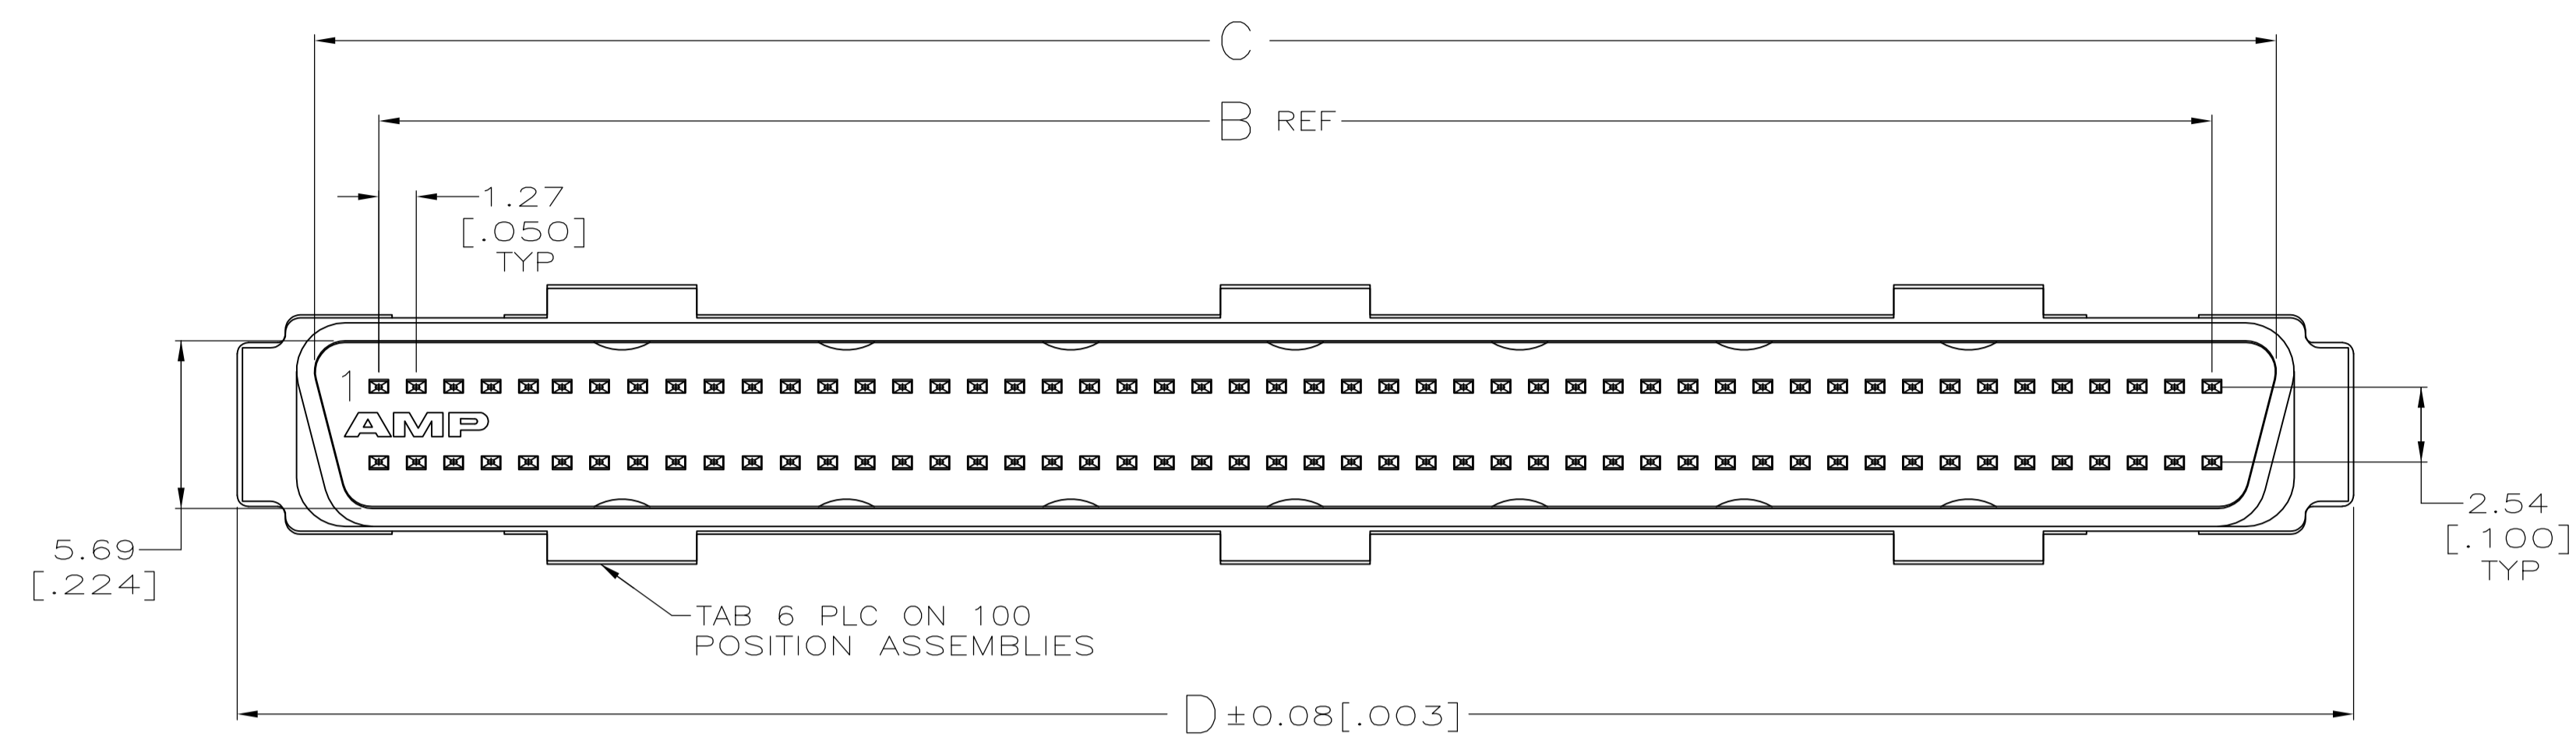 C
B REF
1.27
[.050]
TYP
1
AMP
5.69
[.224]
2.54
[.100]
TYP
TAB 6 PLC ON 100
POSITION ASSEMBLIES
D ±0.08[.003]